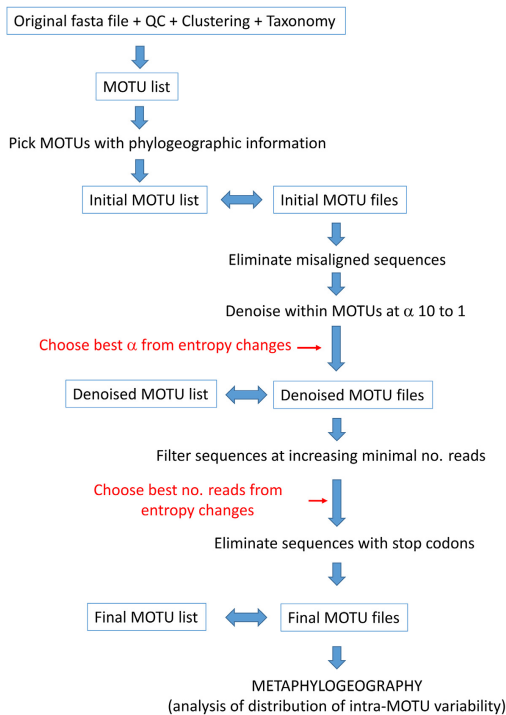 Original fasta file + QC + Clustering + Taxonomy
MOTU list
Pick MOTUs with phylogeographic information
Initial MOTU list
Initial MOTU files
Eliminate misaligned sequences
Denoise within MOTUs at α 10 to 1
Choose best α from entropy changes
Denoised MOTU list
Denoised MOTU files
Filter sequences at increasing minimal no. reads
Choose best no. reads from
entropy changes
Eliminate sequences with stop codons
Final MOTU list
Final MOTU files
METAPHYLOGEOGRAPHY
(analysis of distribution of intra-MOTU variability)